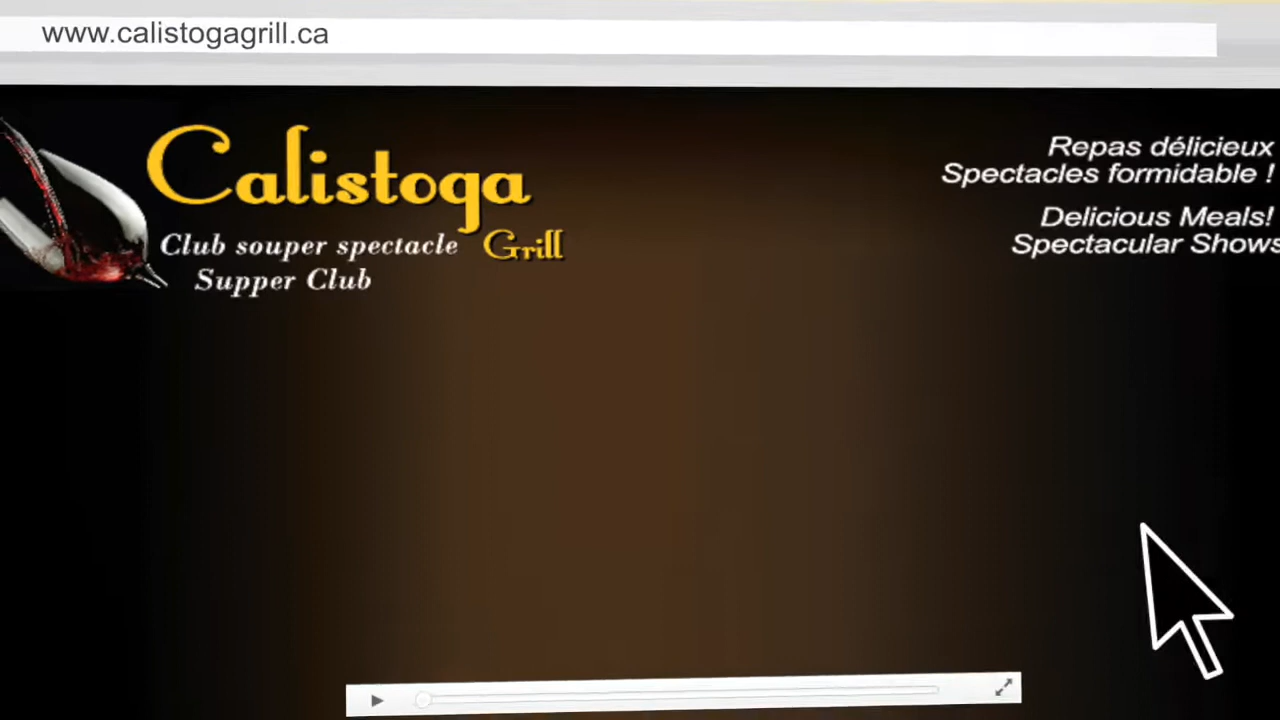 www.calistogagrill.ca
Calistoga
Grill
Club souper spectacle
Supper Club
Repas délicieux
Spectacles formidable !
Delicious Meals!
Spectacular Shows